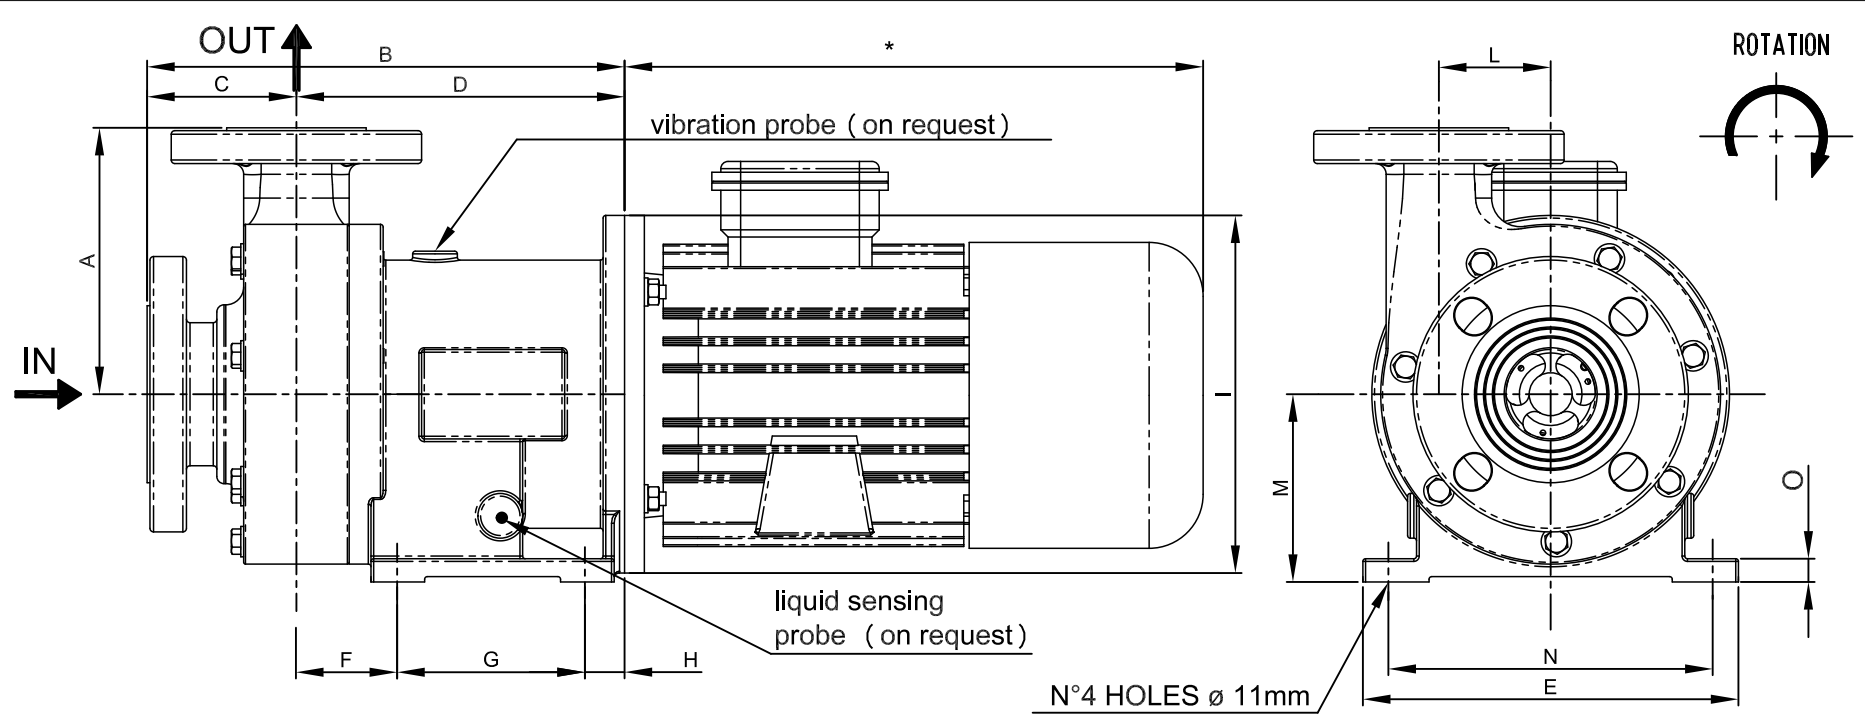 OUT
B
*
L
ROTATION
C
D
vibration probe ( on request )
A
IN
I
M
O
liquid sensing
probe ( on request )
F
G
H
N
E
N°4 HOLES ø 11mm